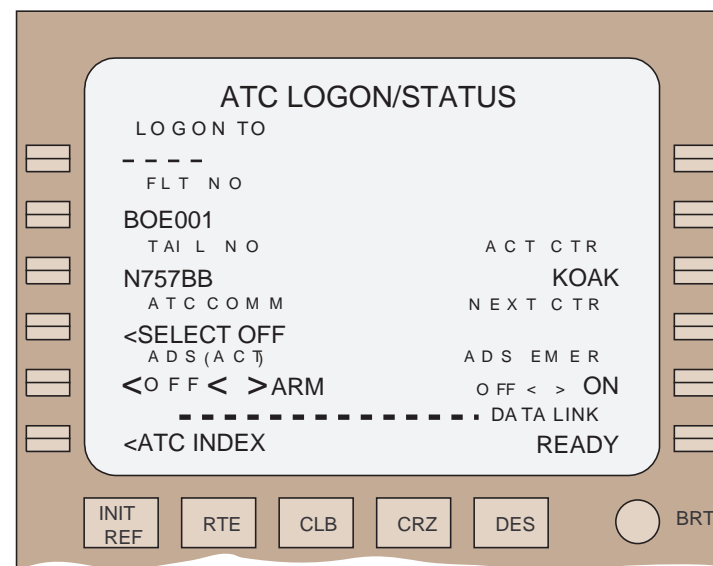 ATC LOGON/STATUS
LOGON TO
----
FLT NO
BOE001
TAIL NO ACT CTR
N757BB KOAK
ATC COMM NEXT CTR
<SELECT OFF
ADS (ACT) ADS EMER
<OFF< >ARM OFF < > ON
DATA LINK
<ATC INDEX READY
INIT REF RTE CLB CRZ DES BRT